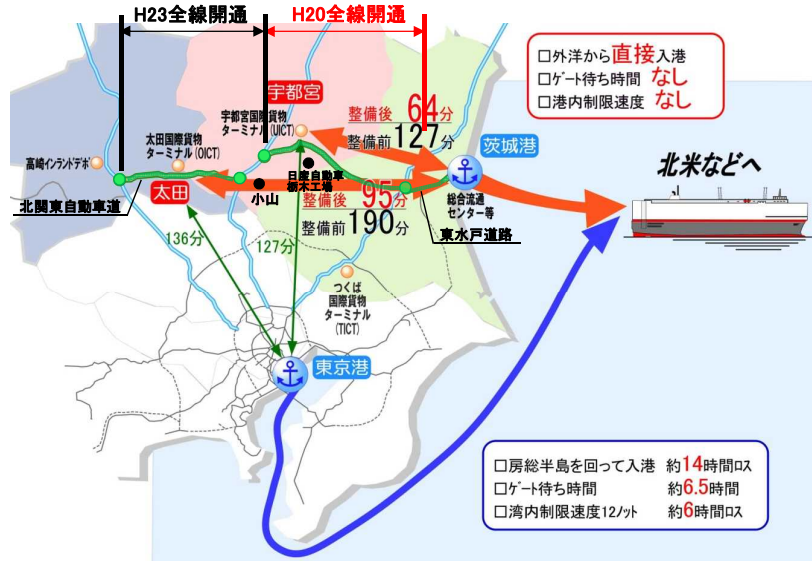 H23全線開通
H20全線開通
□外洋から直接入港
□ゲート待ち時間 なし
□港内制限速度 なし
宇都宮
宇都宮国際貨物
ターミナル(UICT)
整備後 64分
整備前127分
太田国際貨物
ターミナル(OICT)
高崎インランドデポ
茨城港
北米などへ
日産自動車
栃木工場
太田
小山
整備後 95分
整備前190分
総合流通
センター等
北関東自動車道
東水戸道路
136分
127分
つくば
国際貨物
ターミナル
(TICT)
東京港
□房総半島を回って入港 約14時間ロス
□ゲート待ち時間 約6.5時間
□湾内制限速度12ノット 約6時間ロス